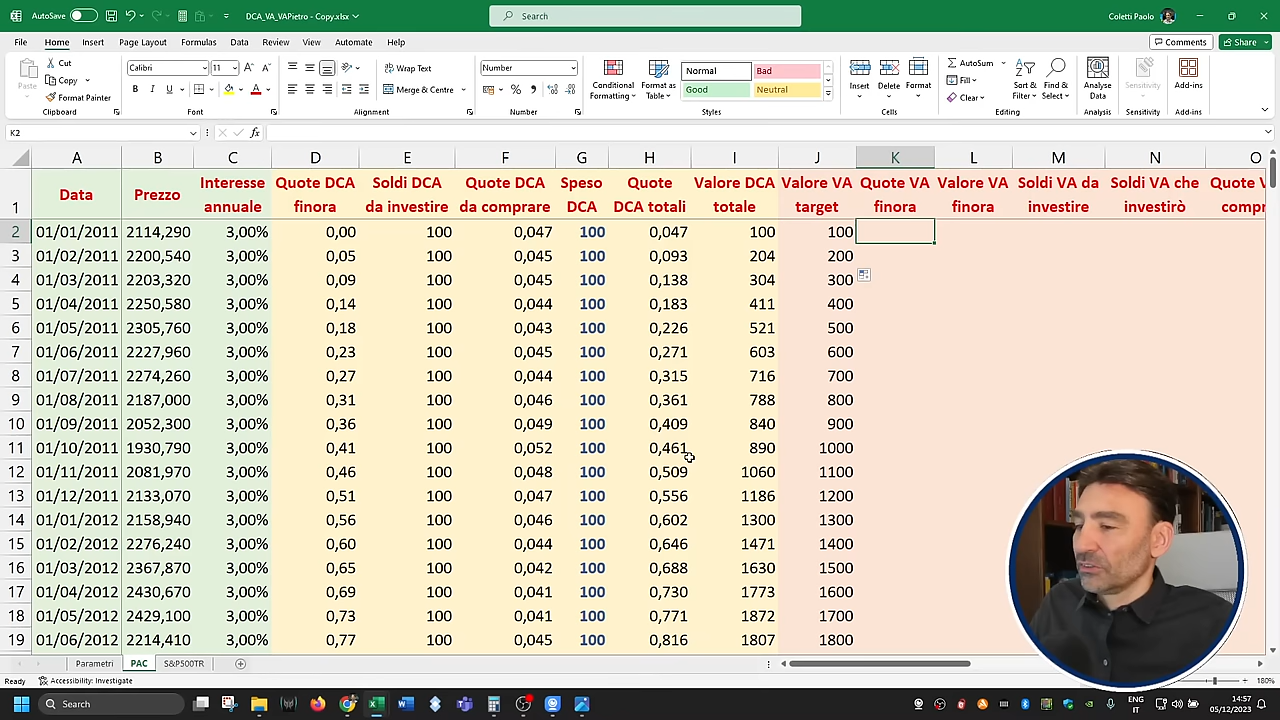 AutoSave
DCA_VA_VAPietro - Copy.xlsx
Search
Coletti Paolo
File Home Insert Page Layout Formulas Data Review View Automate Help
Comments Share
Paste Cut Copy Format Painter
Clipboard
Calibri 11
B I U
Font
Wrap Text
Merge & Centre
Alignment
Number
Number
Conditional Formatting Format as Table
Normal Bad
Good Neutral
Styles
Insert Delete Format
Cells
AutoSum Fill Clear
Sort & Filter Find & Select
Editing
Analyse Data
Analysis
Sensitivity
Sensitivity
Add-ins
Add-ins
K2 fx
A B C D E F G H I J K L M N O
1 Data Prezzo Interesse annuale Quote DCA finora Soldi DCA da investire Quote DCA da comprare Speso DCA Quote DCA totali Valore DCA totale Valore VA target Quote VA finora Valore VA finora Soldi VA da investire Soldi VA che investirò Quote V compr
2 01/01/2011 2114,290 3,00% 0,00 100 0,047 100 0,047 100 100
3 01/02/2011 2200,540 3,00% 0,05 100 0,045 100 0,093 204 200
4 01/03/2011 2203,320 3,00% 0,09 100 0,045 100 0,138 304 300
5 01/04/2011 2250,580 3,00% 0,14 100 0,044 100 0,183 411 400
6 01/05/2011 2305,760 3,00% 0,18 100 0,043 100 0,226 521 500
7 01/06/2011 2227,960 3,00% 0,23 100 0,045 100 0,271 603 600
8 01/07/2011 2274,260 3,00% 0,27 100 0,044 100 0,315 716 700
9 01/08/2011 2187,000 3,00% 0,31 100 0,046 100 0,361 788 800
10 01/09/2011 2052,300 3,00% 0,36 100 0,049 100 0,409 840 900
11 01/10/2011 1930,790 3,00% 0,41 100 0,052 100 0,461 890 1000
12 01/11/2011 2081,970 3,00% 0,46 100 0,048 100 0,509 1060 1100
13 01/12/2011 2133,070 3,00% 0,51 100 0,047 100 0,556 1186 1200
14 01/01/2012 2158,940 3,00% 0,56 100 0,046 100 0,602 1300 1300
15 01/02/2012 2276,240 3,00% 0,60 100 0,044 100 0,646 1471 1400
16 01/03/2012 2367,870 3,00% 0,65 100 0,042 100 0,688 1630 1500
17 01/04/2012 2430,670 3,00% 0,69 100 0,041 100 0,730 1773 1600
18 01/05/2012 2429,100 3,00% 0,73 100 0,041 100 0,771 1872 1700
19 01/06/2012 2214,410 3,00% 0,77 100 0,045 100 0,816 1807 1800
Parametri PAC S&P500TR
Ready Accessibility: Investigate
180%
Search
ENG
IT
14:57
05/12/2023